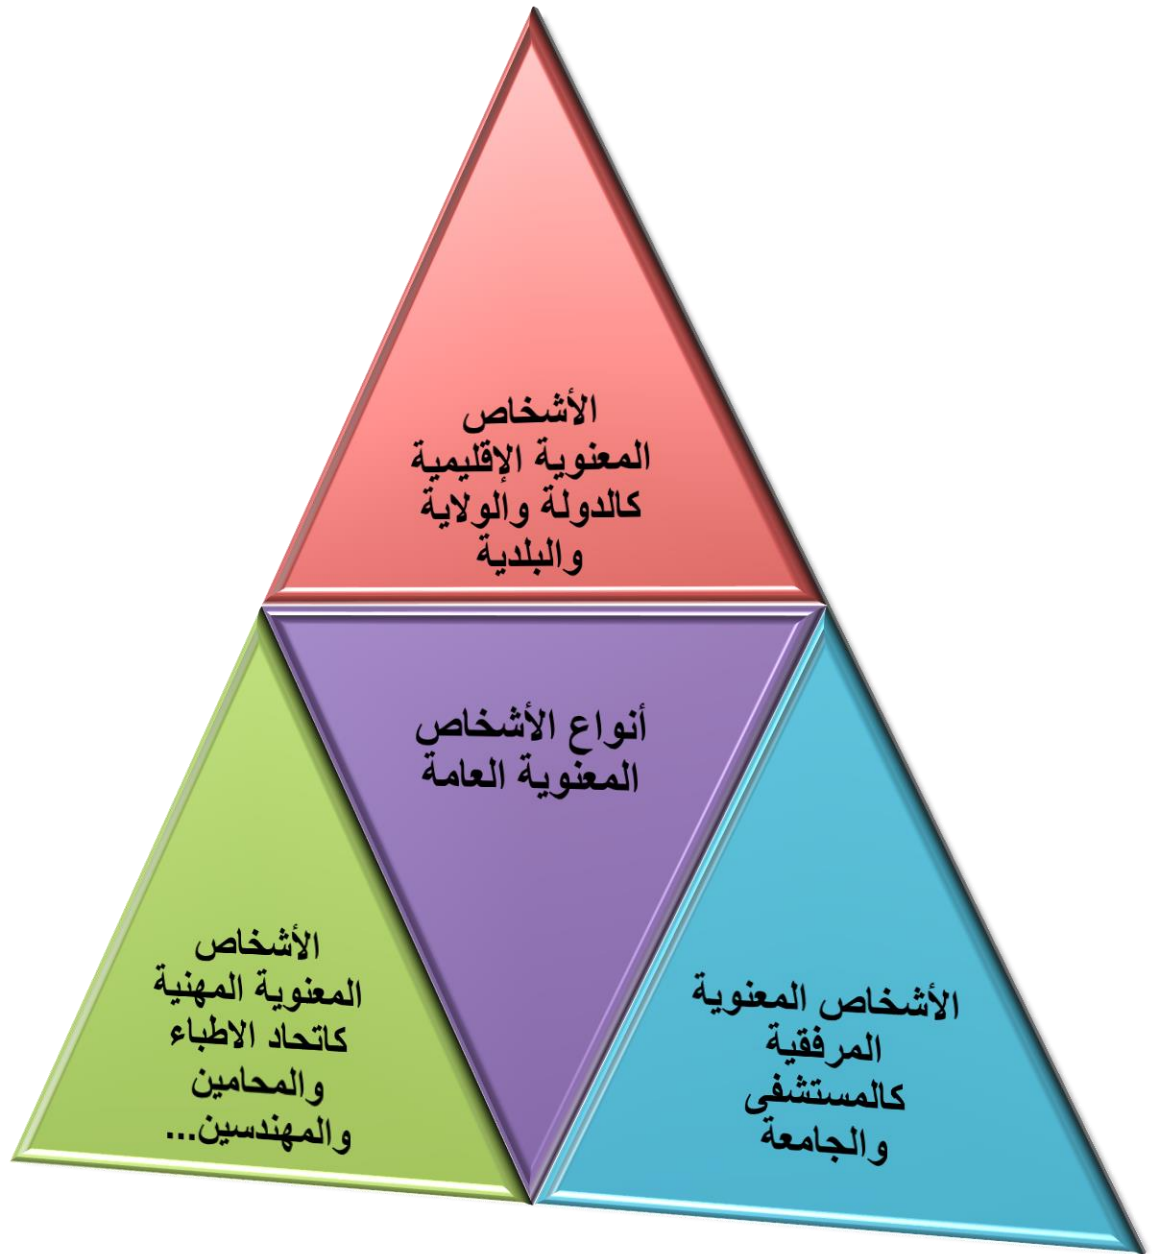 الأشخاص
المعنوية الإقليمية
كالدولة والولاية
والبلدية
أنواع الأشخاص
المعنوية العامة
الأشخاص المعنوية
المرفقية
كالمستشفى
والجامعة
الأشخاص
المعنوية المهنية
كاتحاد الاطباء
والمحامين
والمهندسين...